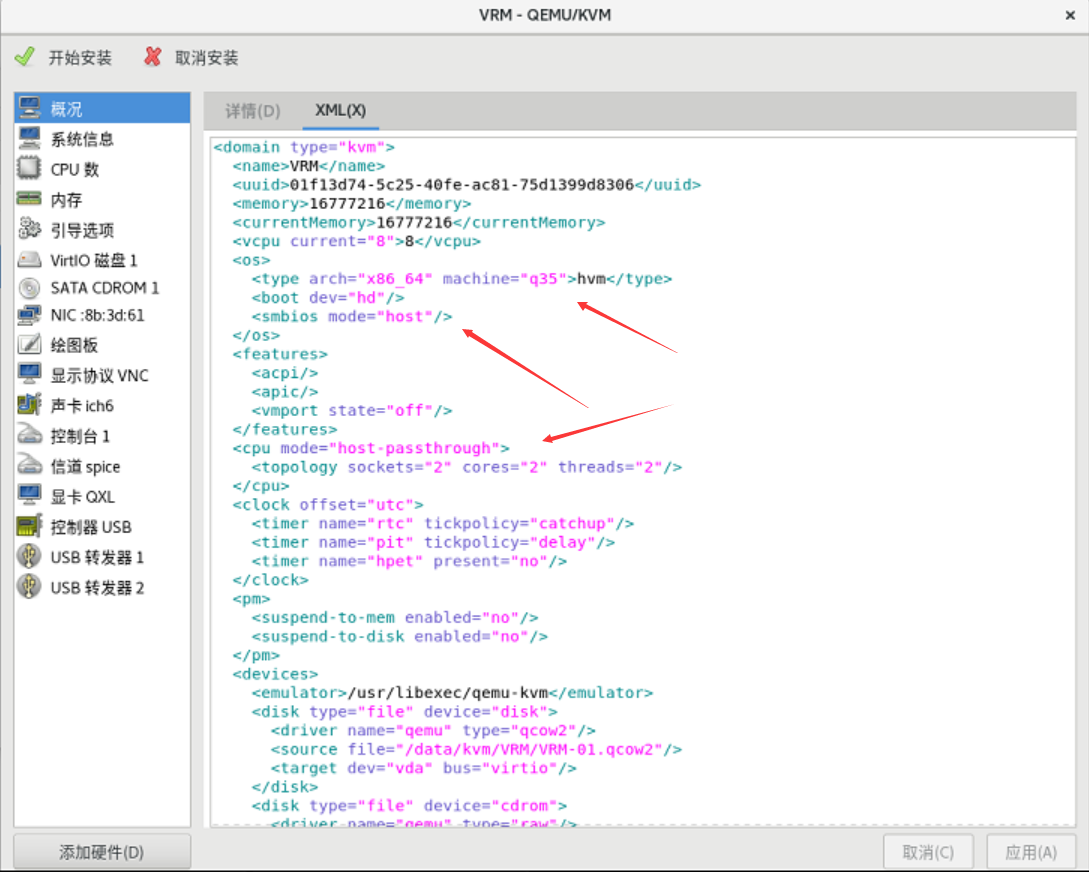 VRM - QEMU/KVM
开始安装 取消安装
概况
系统信息
CPU 数
内存
引导选项
VirtIO 磁盘 1
SATA CDROM 1
NIC :8b:3d:61
绘图板
显示协议 VNC
声卡 ich6
控制台 1
信道 spice
显卡 QXL
控制器 USB
USB 转发器 1
USB 转发器 2
添加硬件(D)
详情(D) XML(X)
<domain type="kvm">
<name>VRM</name>
<uuid>01f13d74-5c25-40fe-ac81-75d1399d8306</uuid>
<memory>16777216</memory>
<currentMemory>16777216</currentMemory>
<vcpu current="8">8</vcpu>
<os>
<type arch="x86_64" machine="q35">hvm</type>
<boot dev="hd"/>
<smbios mode="host"/>
</os>
<features>
<acpi/>
<apic/>
<vmport state="off"/>
</features>
<cpu mode="host-passthrough">
<topology sockets="2" cores="2" threads="2"/>
</cpu>
<clock offset="utc">
<timer name="rtc" tickpolicy="catchup"/>
<timer name="pit" tickpolicy="delay"/>
<timer name="hpet" present="no"/>
</clock>
<pm>
<suspend-to-mem enabled="no"/>
<suspend-to-disk enabled="no"/>
</pm>
<devices>
<emulator>/usr/libexec/qemu-kvm</emulator>
<disk type="file" device="disk">
<driver name="qemu" type="qcow2"/>
<source file="/data/kvm/VRM/VRM-01.qcow2"/>
<target dev="vda" bus="virtio"/>
</disk>
<disk type="file" device="cdrom">
<driver name="qemu" type="raw"/>
取消(C) 应用(A)